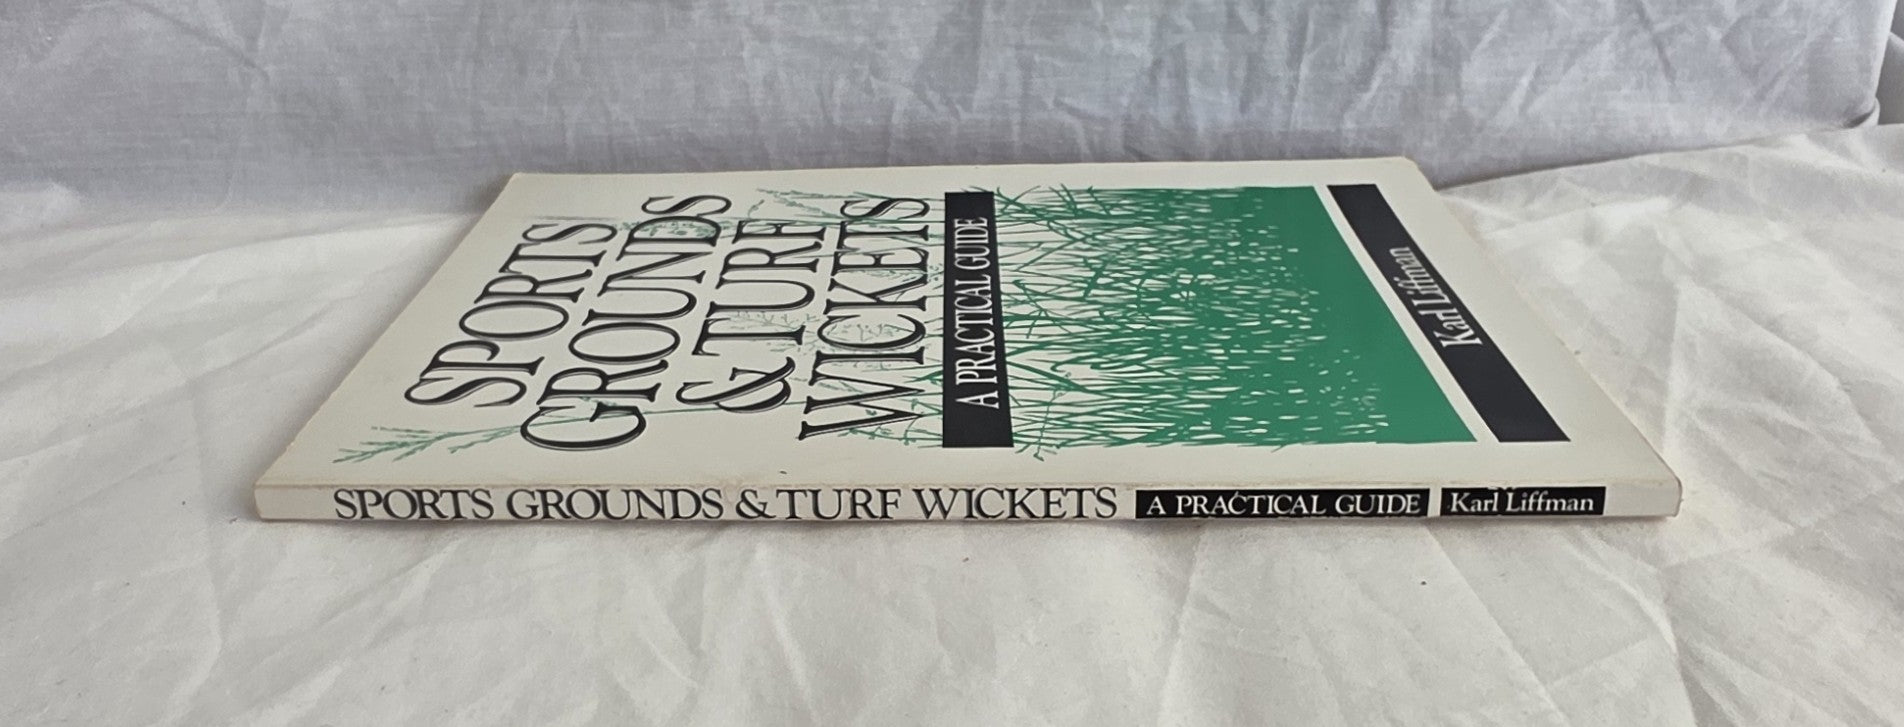 SPORTS
GROUNDS
& TURF
WICKETS
A PRACTICAL GUIDE
Karl Liffman
SPORTS GROUNDS & TURF WICKETS A PRACTICAL GUIDE Karl Liffman